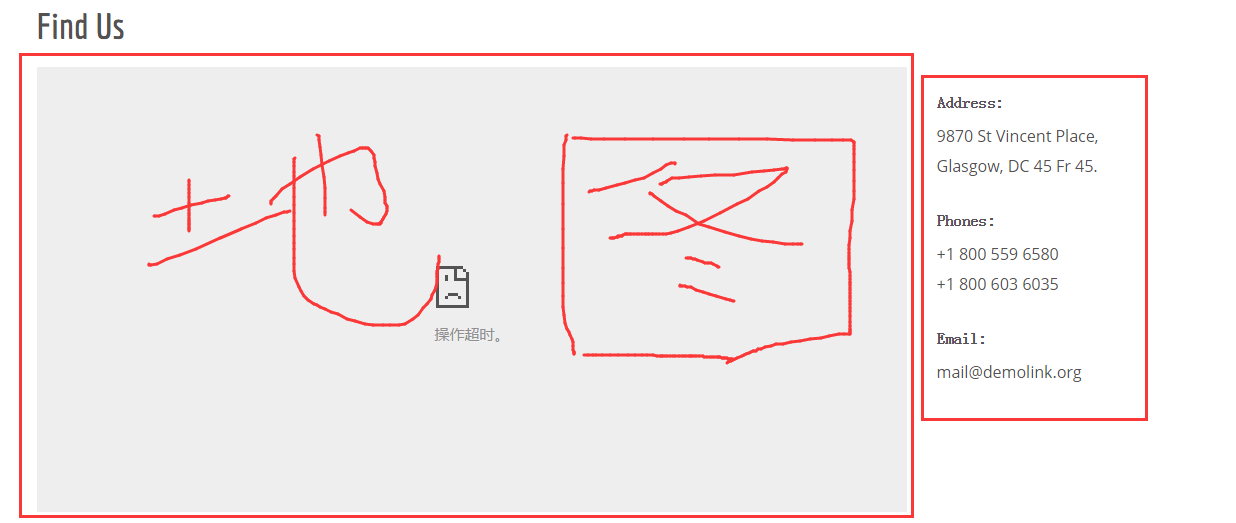 Find Us
地图
操作超时。
Address:
9870 St Vincent Place,
Glasgow, DC 45 Fr 45.
Phones:
+1 800 559 6580
+1 800 603 6035
Email:
mail@demolink.org